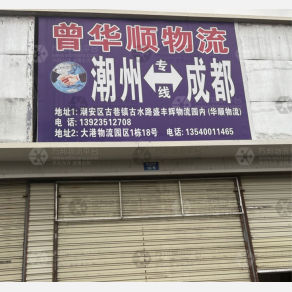 曾华顺物流
潮州 专线 成都
地址1: 潮安区古巷镇古水路盛丰辉物流园内 (华顺物流)
电话: 13923512708
地址2: 大港物流园区1栋18号 电话: 13540011465